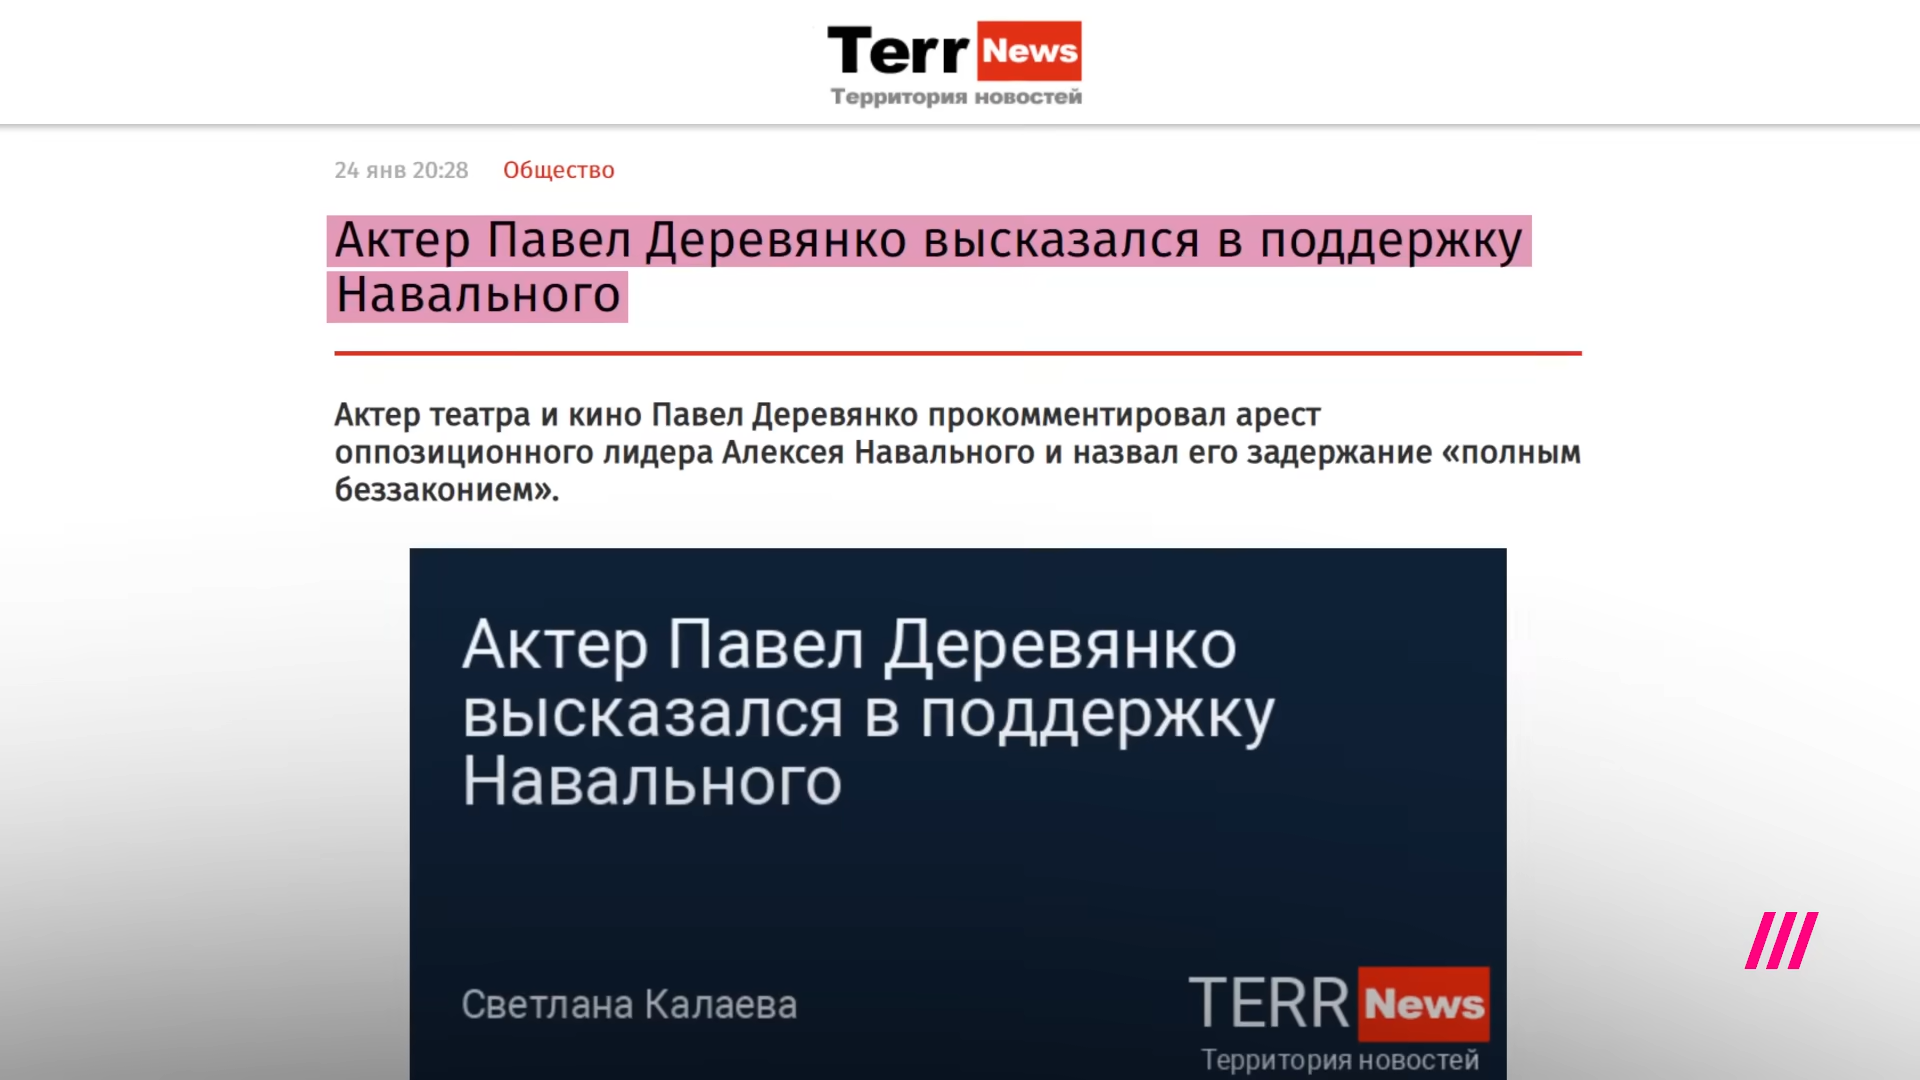 Terr News
Территория новостей
24 янв 20:28 Общество
Актер Павел Деревянко высказался в поддержку
Навального
Актер театра и кино Павел Деревянко прокомментировал арест
оппозиционного лидера Алексея Навального и назвал его задержание «полным
беззаконием».
Актер Павел Деревянко
высказался в поддержку
Навального
Светлана Калаева
TERR News
Территория новостей